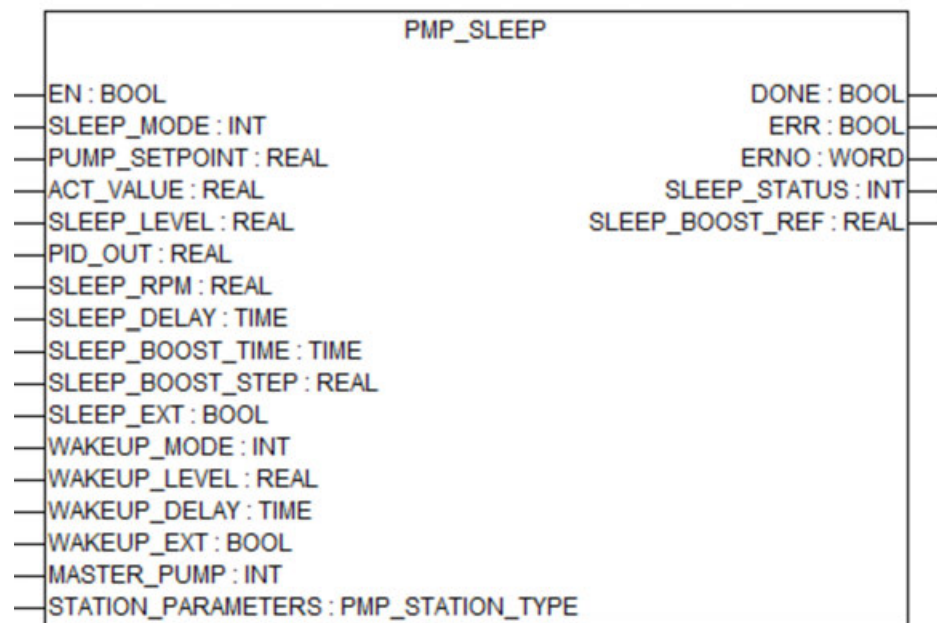 PMP_SLEEP
EN : BOOL DONE : BOOL
SLEEP_MODE : INT ERR : BOOL
PUMP_SETPOINT : REAL ERNO : WORD
ACT_VALUE : REAL SLEEP_STATUS : INT
SLEEP_LEVEL : REAL SLEEP_BOOST_REF : REAL
PID_OUT : REAL
SLEEP_RPM : REAL
SLEEP_DELAY : TIME
SLEEP_BOOST_TIME : TIME
SLEEP_BOOST_STEP : REAL
SLEEP_EXT : BOOL
WAKEUP_MODE : INT
WAKEUP_LEVEL : REAL
WAKEUP_DELAY : TIME
WAKEUP_EXT : BOOL
MASTER_PUMP : INT
STATION_PARAMETERS : PMP_STATION_TYPE